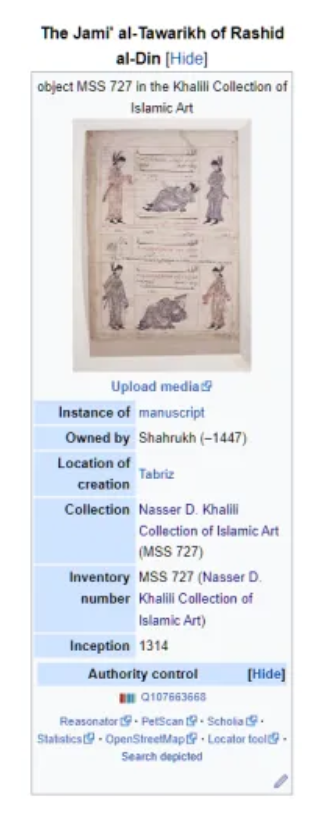 The Jami' al-Tawarikh of Rashid
al-Din [Hide]
object MSS 727 in the Khalili Collection of
Islamic Art
Upload media
Instance of manuscript
Owned by Shahrukh (–1447)
Location of
creation Tabriz
Collection Nasser D. Khalili
Collection of Islamic Art
(MSS 727)
Inventory MSS 727 (Nasser D.
number Khalili Collection of
Islamic Art)
Inception 1314
Authority control [Hide]
Q107663668
Reasonator · PetScan · Scholia ·
Statistics · OpenStreetMap · Locator tool ·
Search depicted